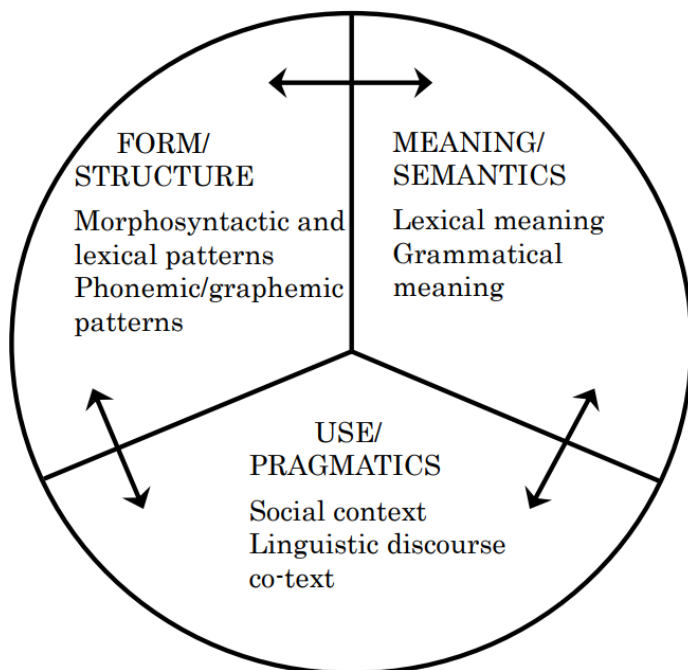 FORM/
STRUCTURE
Morphosyntactic and
lexical patterns
Phonemic/graphemic
patterns
MEANING/
SEMANTICS
Lexical meaning
Grammatical
meaning
USE/
PRAGMATICS
Social context
Linguistic discourse
co-text